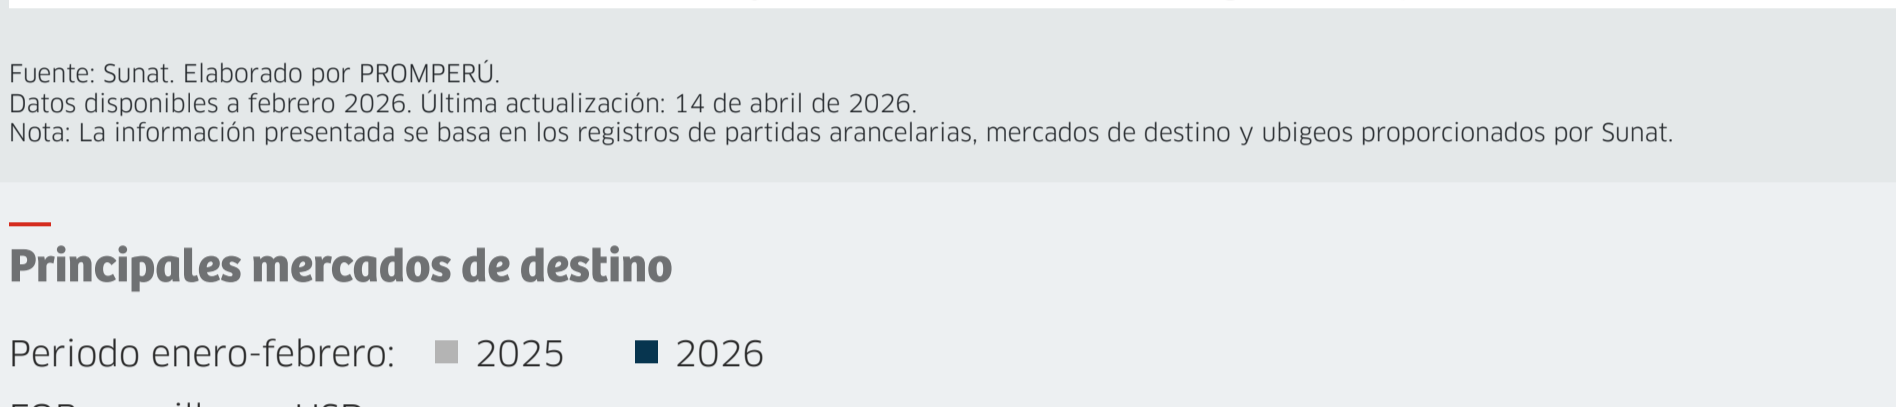 Fuente: Sunat. Elaborado por PROMPERÚ.
Datos disponibles a febrero 2026. Última actualización: 14 de abril de 2026.
Nota: La información presentada se basa en los registros de partidas arancelarias, mercados de destino y ubigeos proporcionados por Sunat.
Principales mercados de destino
Periodo enero-febrero: 2025 2026